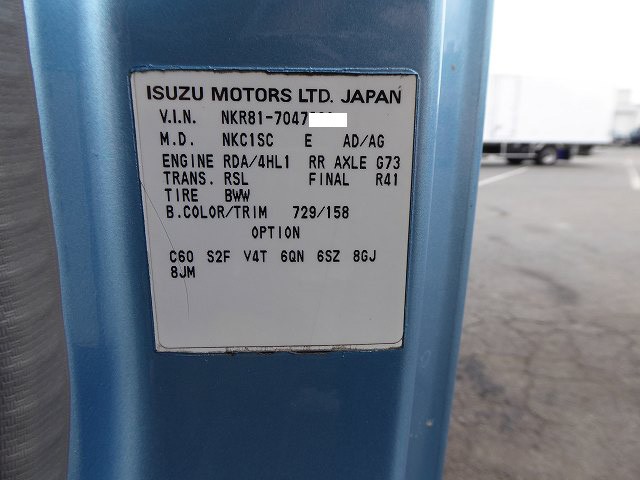 ISUZU MOTORS LTD. JAPAN
V.I.N. NKR81-7047
M.D. NKC1SC E AD/AG
ENGINE RDA/4HL1 RR AXLE G73
TRANS. RSL FINAL R41
TIRE BWW
B.COLOR/TRIM 729/158
OPTION
C60 S2F V4T 6QN 6SZ 8GJ
8JM